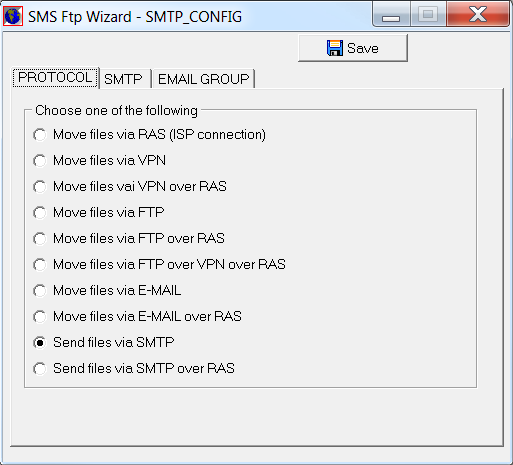 SMS Ftp Wizard - SMTP_CONFIG
Save
PROTOCOL SMTP EMAIL GROUP
Choose one of the following
Move files via RAS (ISP connection)
Move files via VPN
Move files vai VPN over RAS
Move files via FTP
Move files via FTP over RAS
Move files via FTP over VPN over RAS
Move files via E-MAIL
Move files via E-MAIL over RAS
Send files via SMTP
Send files via SMTP over RAS